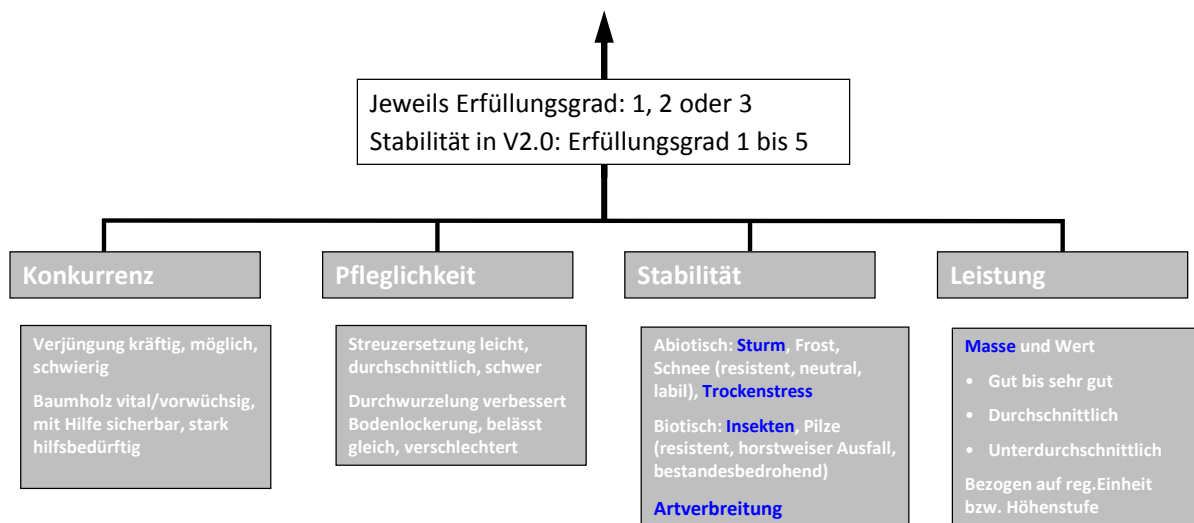 Jeweils Erfüllungsgrad: 1, 2 oder 3
Stabilität in V2.0: Erfüllungsgrad 1 bis 5
Konkurrenz
Verjüngung kräftig, möglich,
schwierig
Baumholz vital/vorwüchsig,
mit Hilfe sicherbar, stark
hilfsbedürftig
Pfleglichkeit
Streuzersetzung leicht,
durchschnittlich, schwer
Durchwurzelung verbessert
Bodenlockerung, belässt
gleich, verschlechtert
Stabilität
Abiotisch: Sturm, Frost,
Schnee (resistent, neutral,
labil), Trockenstress
Biotisch: Insekten, Pilze
(resistent, horstweiser Ausfall,
bestandesbedrohend)
Artverbreitung
Leistung
Masse und Wert
• Gut bis sehr gut
• Durchschnittlich
• Unterdurchschnittlich
Bezogen auf reg.Einheit
bzw. Höhenstufe